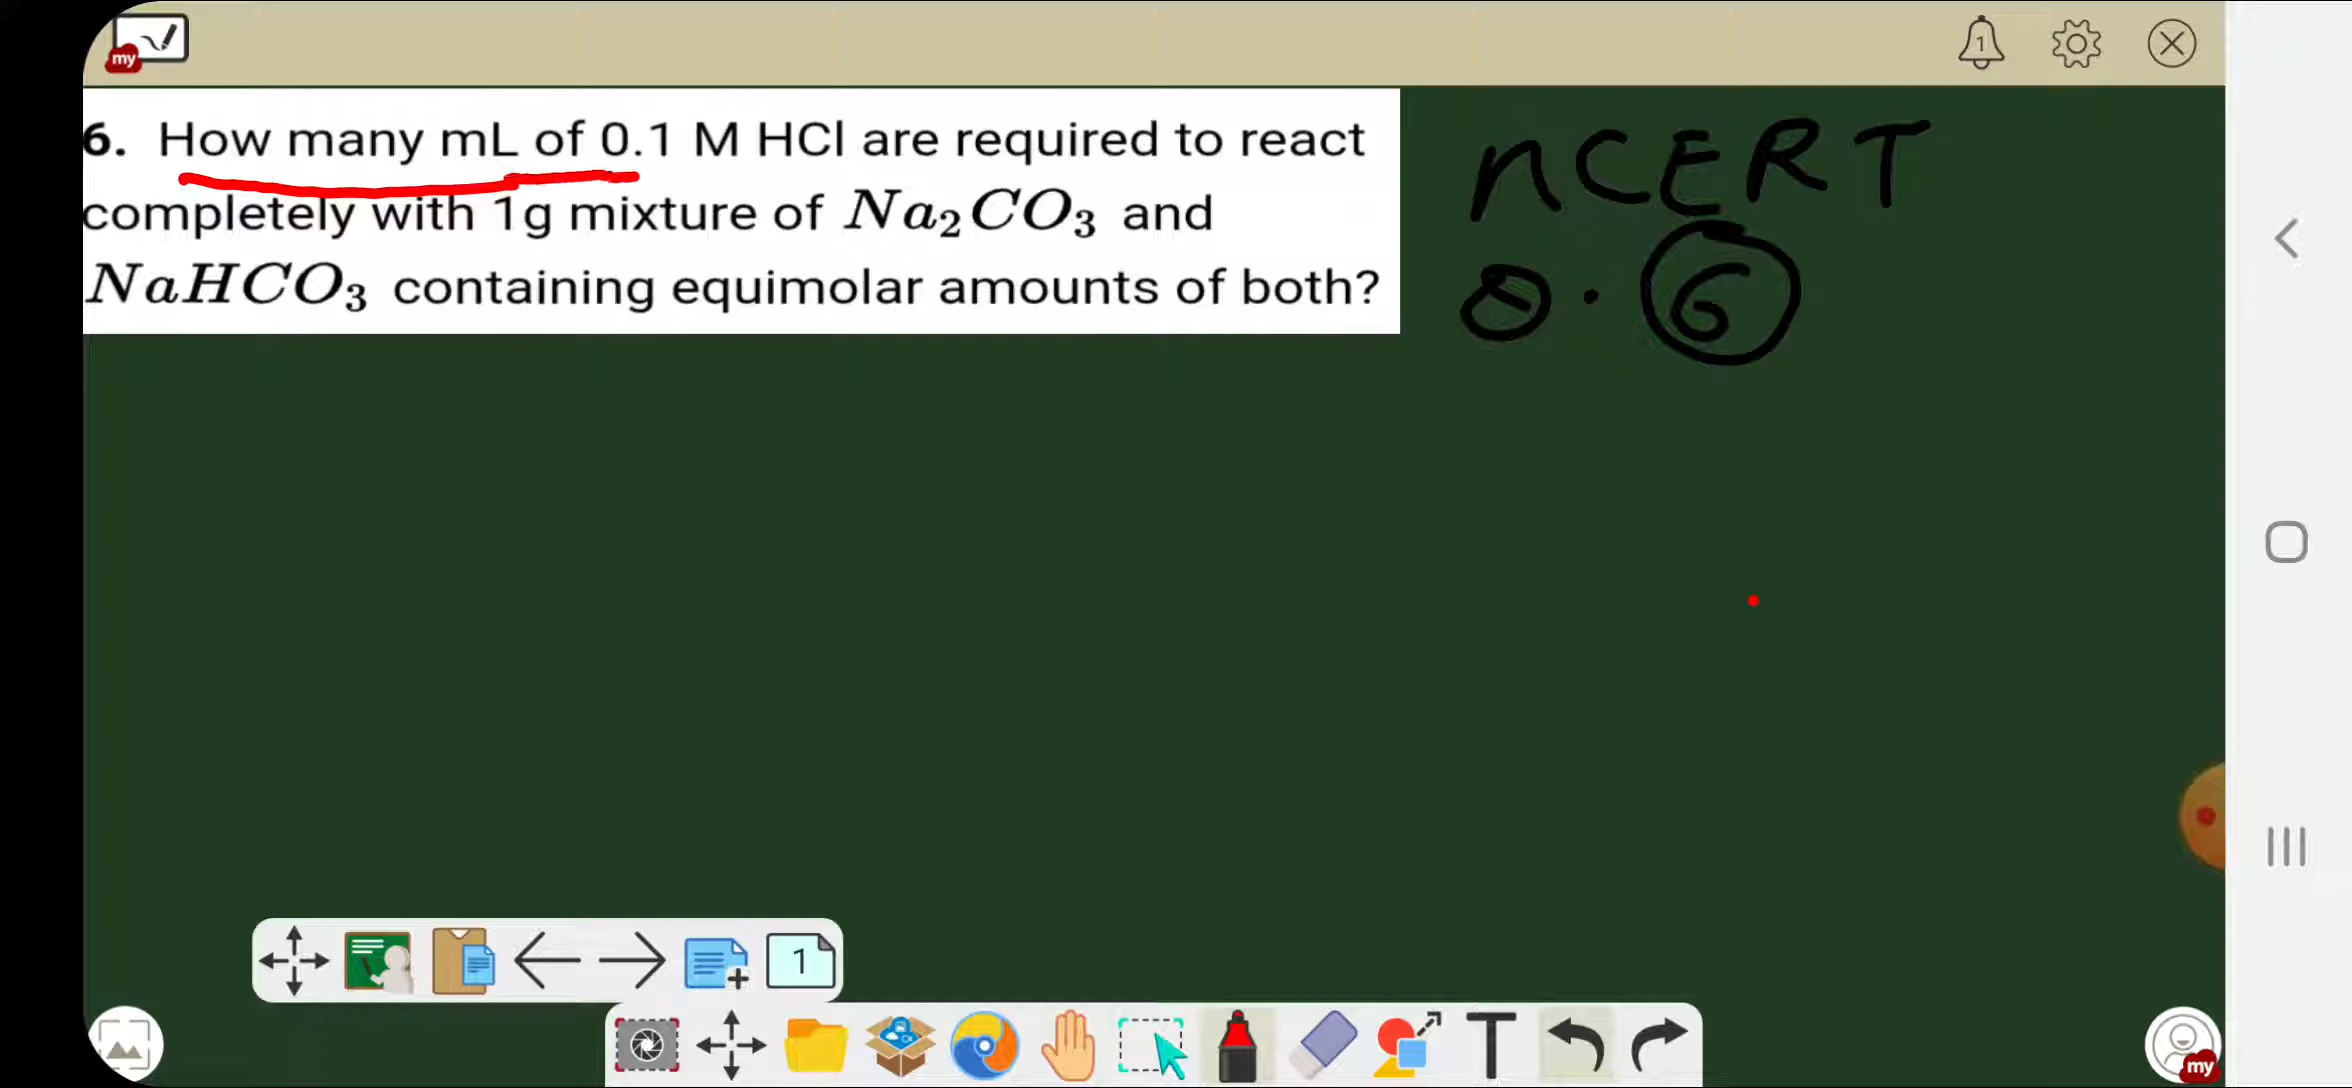 my
1
6. How many mL of 0.1 M HCl are required to react
completely with 1g mixture of Na₂CO₃ and
NaHCO₃ containing equimolar amounts of both?
NCERT
Q. 6
1
T
my